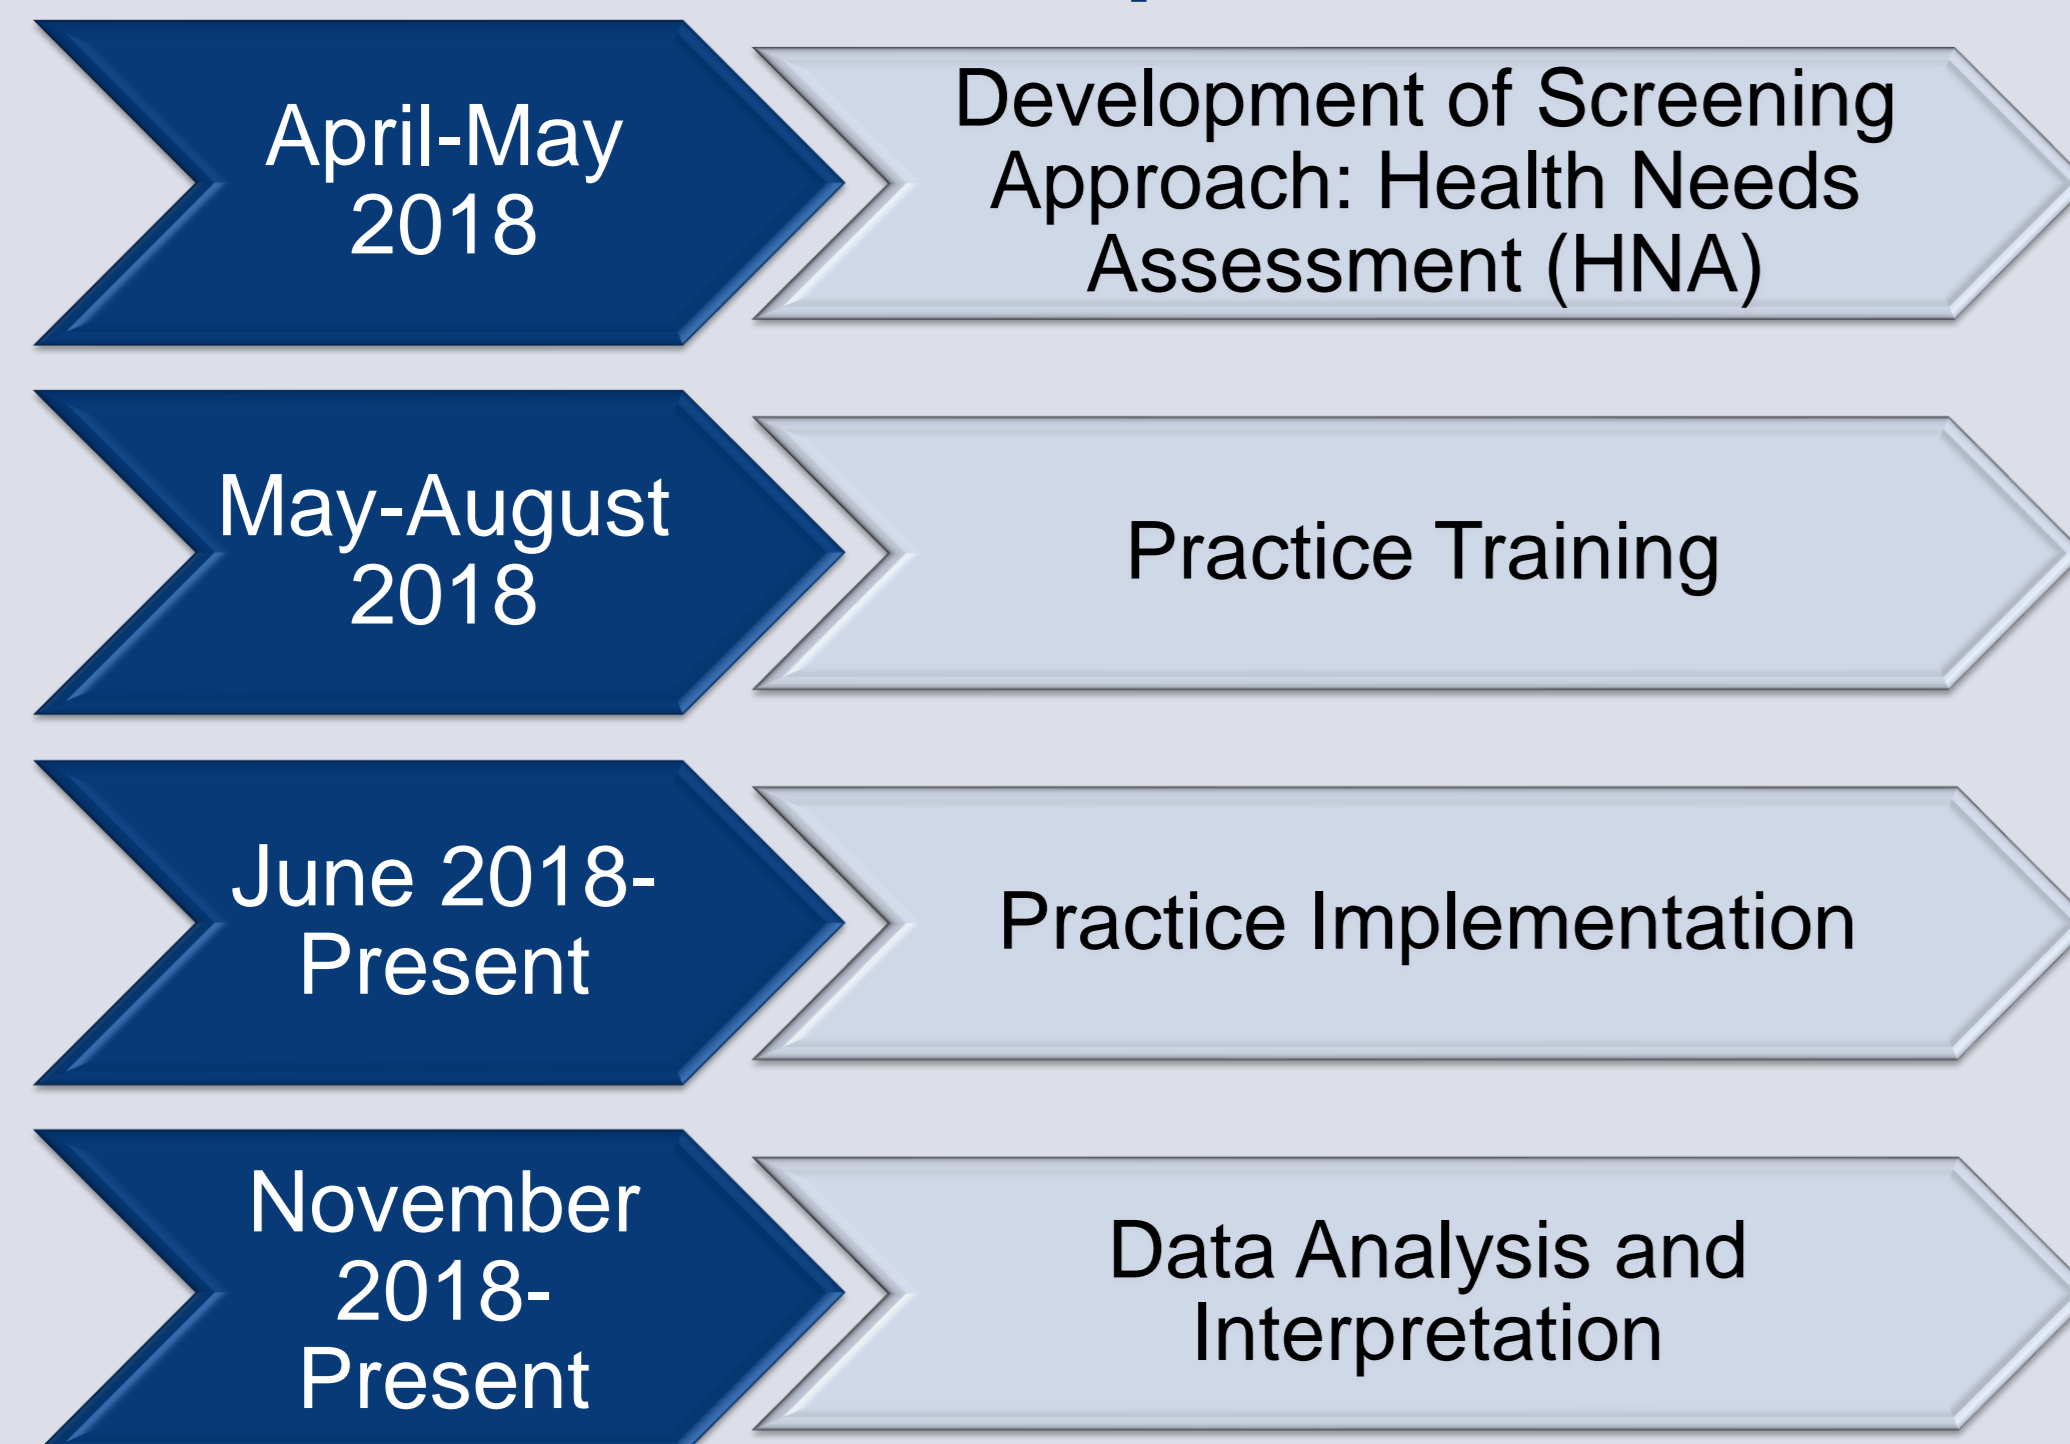 April-May
2018
Development of Screening
Approach: Health Needs
Assessment (HNA)
May-August
2018
Practice Training
June 2018-
Present
Practice Implementation
November
2018-
Present
Data Analysis and
Interpretation